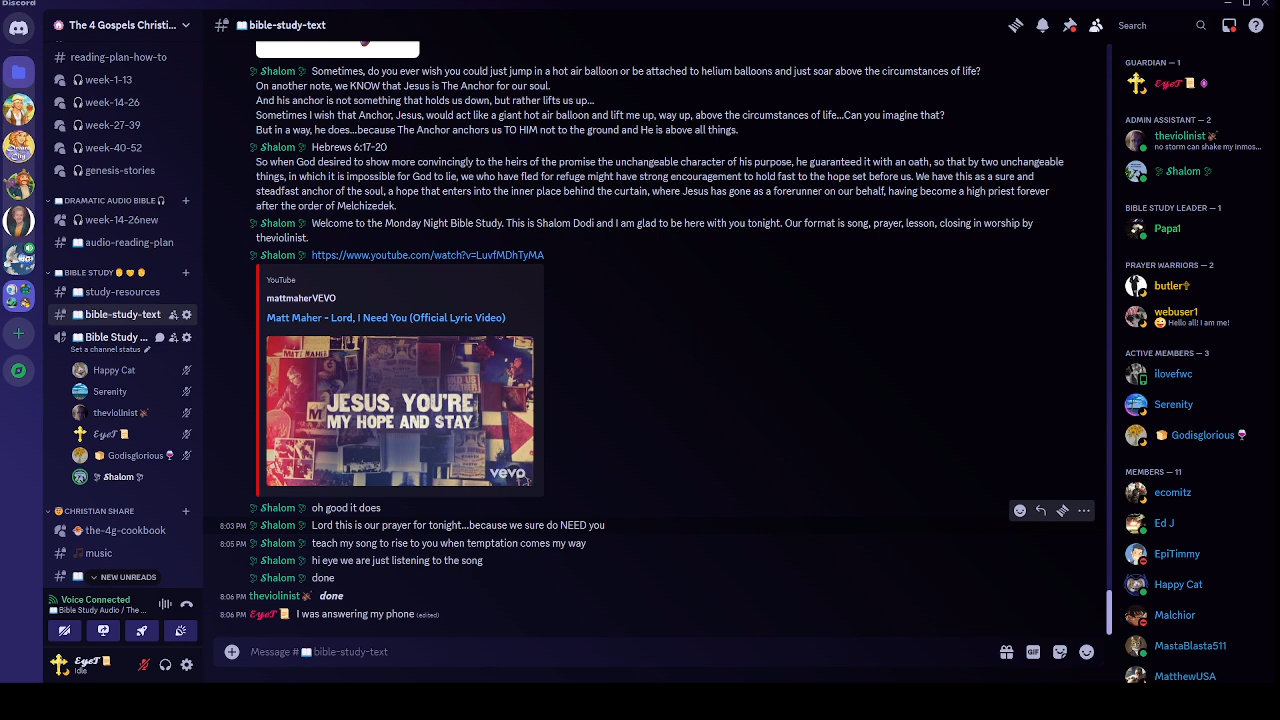 Discord
The 4 Gospels Christi...
reading-plan-how-to
week-1-13
week-14-26
week-27-39
week-40-52
genesis-stories
DRAMATIC AUDIO BIBLE
week-14-26new
audio-reading-plan
BIBLE STUDY
study-resources
bible-study-text
Bible Study ...
Set a channel status
Happy Cat
Serenity
theviolinist
EyeT
Godisglorious
Shalom
CHRISTIAN SHARE
the-4g-cookbook
music
NEW UNREADS
Voice Connected
Bible Study Audio / The ...
EyeT
Idle
bible-study-text
Search
Shalom Sometimes, do you ever wish you could just jump in a hot air balloon or be attached to helium balloons and just soar above the circumstances of life?
On another note, we KNOW that Jesus is The Anchor for our soul.
And his anchor is not something that holds us down, but rather lifts us up...
Sometimes I wish that Anchor, Jesus, would act like a giant hot air balloon and lift me up, way up, above the circumstances of life...Can you imagine that?
But in a way, he does...because The Anchor anchors us TO HIM not to the ground and He is above all things.
Shalom Hebrews 6:17-20
So when God desired to show more convincingly to the heirs of the promise the unchangeable character of his purpose, he guaranteed it with an oath, so that by two unchangeable
things, in which it is impossible for God to lie, we who have fled for refuge might have strong encouragement to hold fast to the hope set before us. We have this as a sure and
steadfast anchor of the soul, a hope that enters into the inner place behind the curtain, where Jesus has gone as a forerunner on our behalf, having become a high priest forever
after the order of Melchizedek.
Shalom Welcome to the Monday Night Bible Study. This is Shalom Dodi and I am glad to be here with you tonight. Our format is song, prayer, lesson, closing in worship by
theviolinist.
Shalom https://www.youtube.com/watch?v=LuvfMDhTyMA
YouTube
mattmaherVEVO
Matt Maher - Lord, I Need You (Official Lyric Video)
MATT MAHER
JESUS, YOU'RE
MY HOPE AND STAY
vevo
Shalom oh good it does
8:03 PM Shalom Lord this is our prayer for tonight...because we sure do NEED you
8:05 PM Shalom teach my song to rise to you when temptation comes my way
Shalom hi eye we are just listening to the song
Shalom done
8:06 PM theviolinist done
8:06 PM EyeT I was answering my phone (edited)
Message # bible-study-text
GIF
GUARDIAN — 1
EyeT
ADMIN ASSISTANT — 2
theviolinist
no storm can shake my inmos...
Shalom
BIBLE STUDY LEADER — 1
Papa1
PRAYER WARRIORS — 2
butler
webuser1
Hello all! I am me!
ACTIVE MEMBERS — 3
ilovefwc
Serenity
Godisglorious
MEMBERS — 11
ecomitz
Ed J
EpiTimmy
Happy Cat
Malchior
MastaBlasta511
MatthewUSA